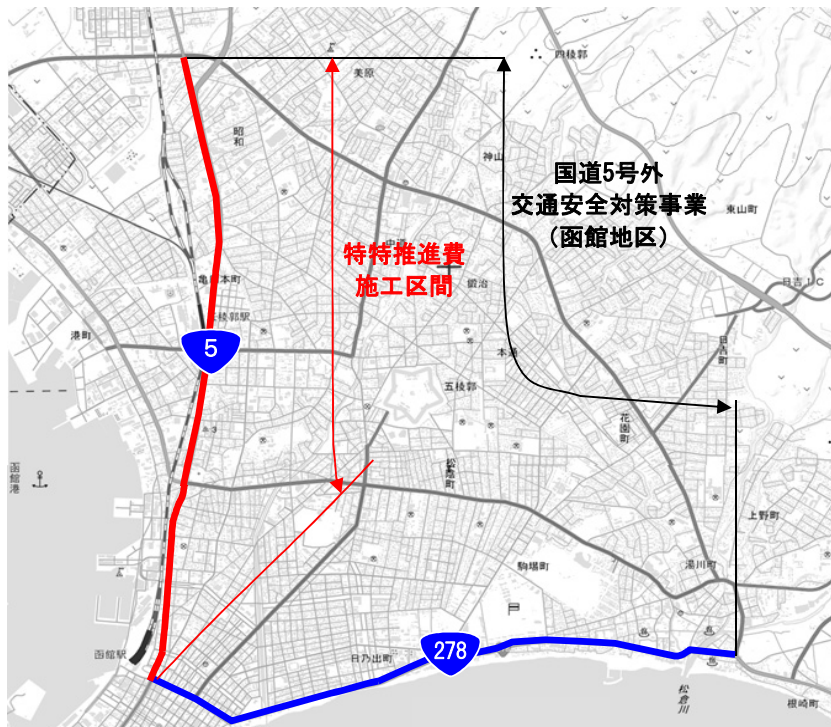 四稜郭
美原
昭和
神山
国道5号外
交通安全対策事業
（函館地区）
東山町
特特推進費
施工区間
鍛治
日吉IC
亀田本町
五稜郭駅
港町
5
本通
日吉町
五稜郭
花園町
3
函館港
松陰町
上野町
駒場町
湯川町
函館駅
日乃出町
278
松倉川
根崎町